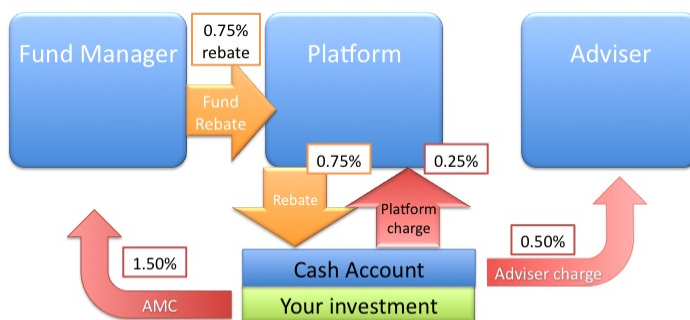 Fund Manager
0.75%
rebate
Platform
Adviser
Fund
Rebate
0.75%
0.25%
Rebate
Platform
charge
1.50%
0.50%
Cash Account
Adviser charge
AMC
Your investment